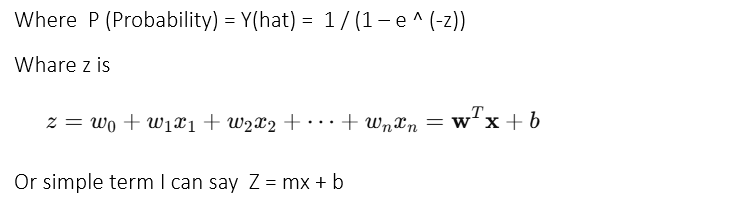 Where P (Probability) = Y(hat) = 1 / (1 – e ^ (-z))
Whare z is
z = w₀ + w₁x₁ + w₂x₂ + ⋯ + wₙxₙ = wᵀx + b
Or simple term I can say Z = mx + b